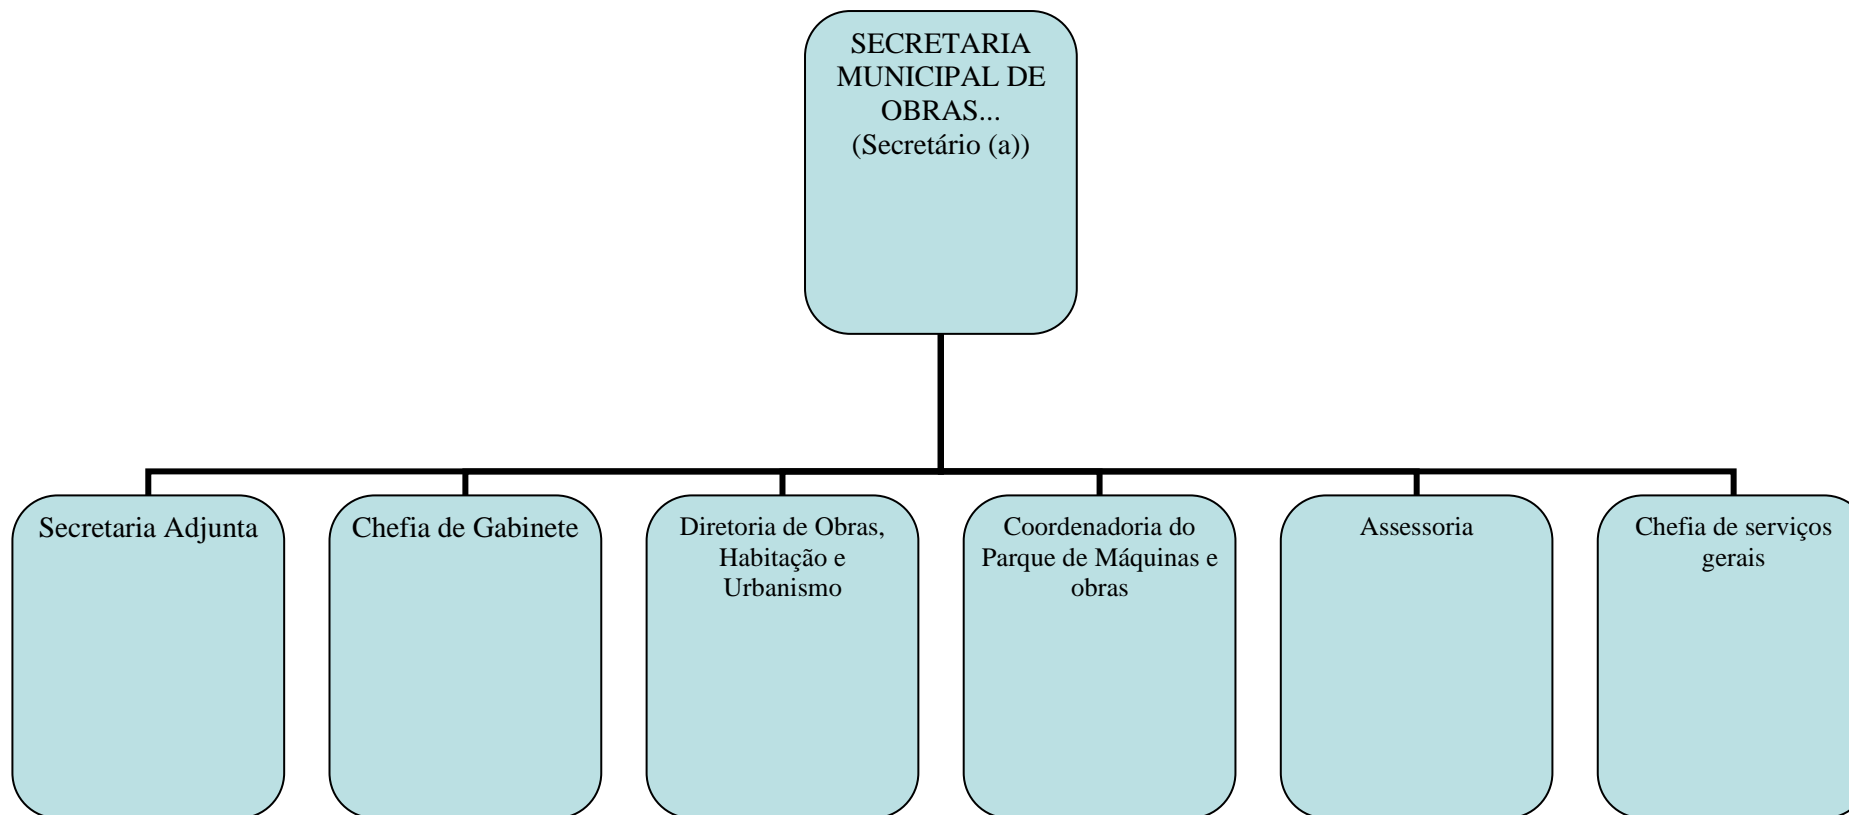 SECRETARIA
MUNICIPAL DE
OBRAS...
(Secretário (a))
Secretaria Adjunta
Chefia de Gabinete
Diretoria de Obras,
Habitação e
Urbanismo
Coordenadoria do
Parque de Máquinas e
obras
Assessoria
Chefia de serviços
gerais